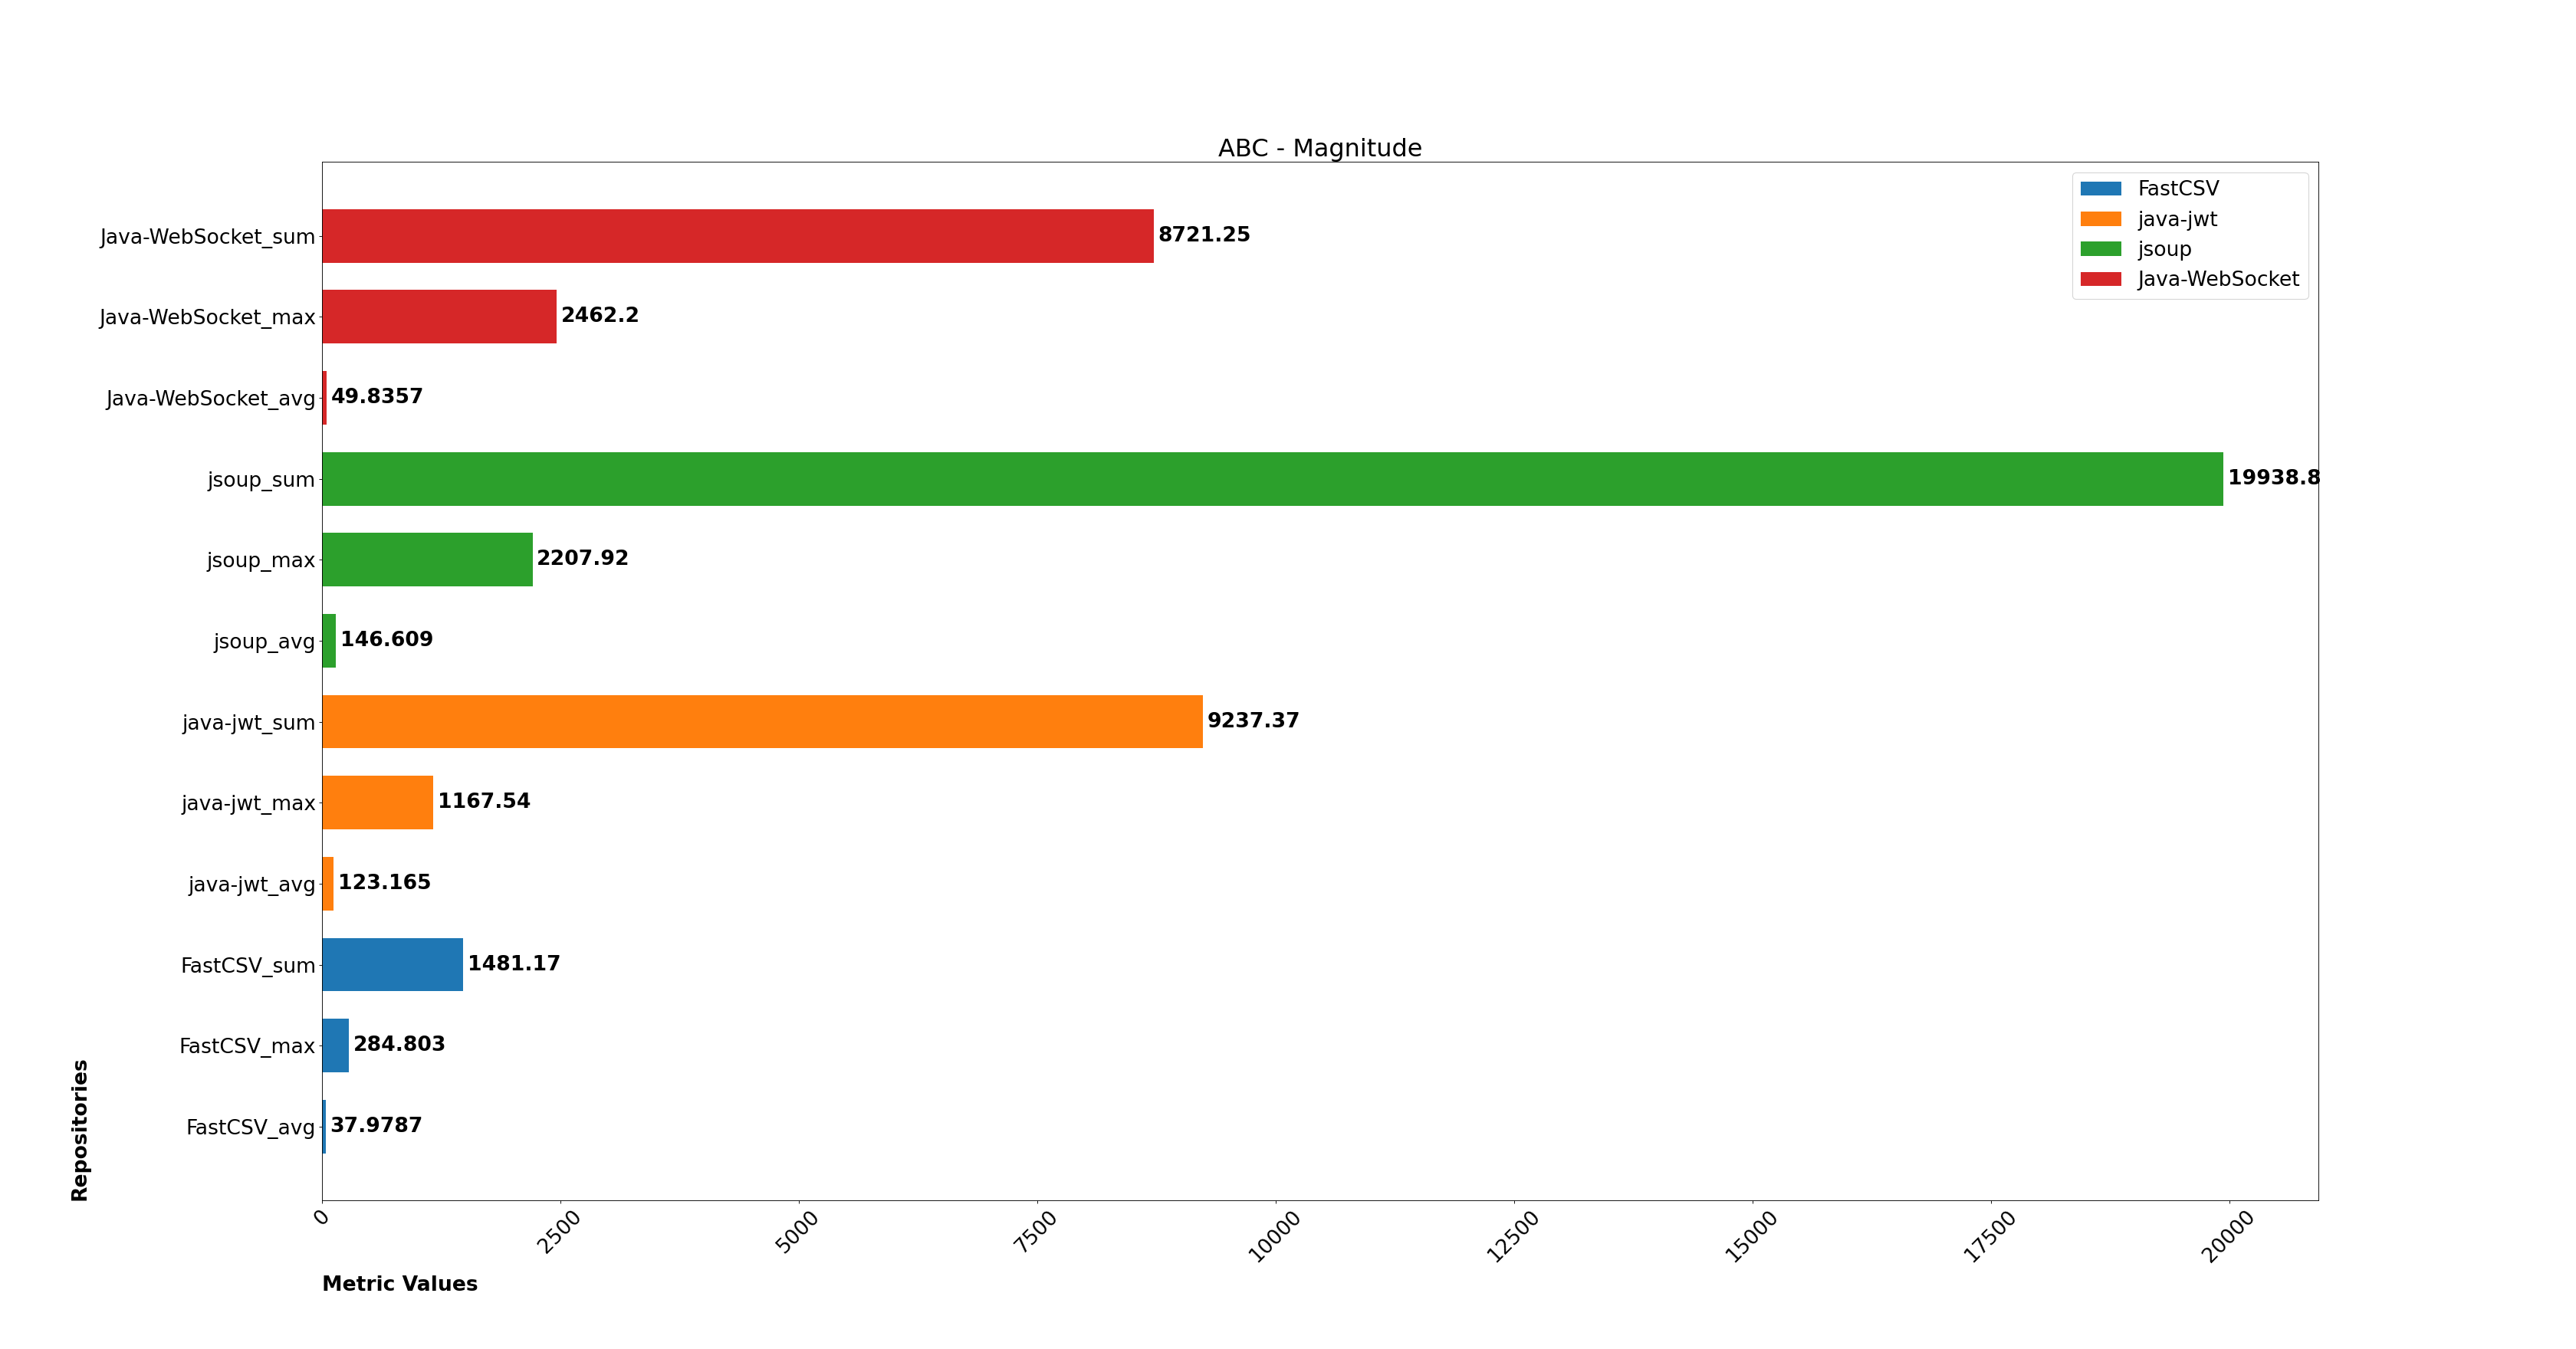 ABC - Magnitude
FastCSV
java-jwt
jsoup
Java-WebSocket
Java-WebSocket_sum 8721.25
Java-WebSocket_max 2462.2
Java-WebSocket_avg 49.8357
jsoup_sum 19938.8
jsoup_max 2207.92
jsoup_avg 146.609
java-jwt_sum 9237.37
java-jwt_max 1167.54
java-jwt_avg 123.165
FastCSV_sum 1481.17
FastCSV_max 284.803
FastCSV_avg 37.9787
Repositories
0 2500 5000 7500 10000 12500 15000 17500 20000
Metric Values